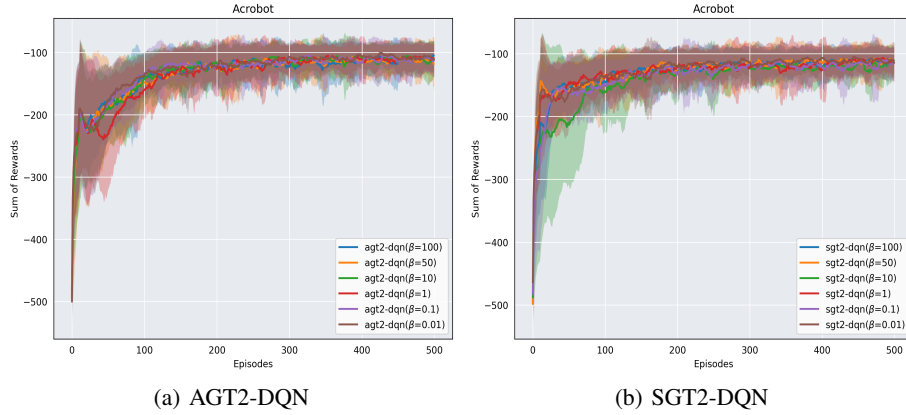 Acrobot
Sum of Rewards
−100
−200
−300
−400
−500
0
100
200
300
400
500
Episodes
agt2-dqn(β=100)
agt2-dqn(β=50)
agt2-dqn(β=10)
agt2-dqn(β=1)
agt2-dqn(β=0.1)
agt2-dqn(β=0.01)
(a) AGT2-DQN
Acrobot
Sum of Rewards
−100
−200
−300
−400
−500
0
100
200
300
400
500
Episodes
sgt2-dqn(β=100)
sgt2-dqn(β=50)
sgt2-dqn(β=10)
sgt2-dqn(β=1)
sgt2-dqn(β=0.1)
sgt2-dqn(β=0.01)
(b) SGT2-DQN